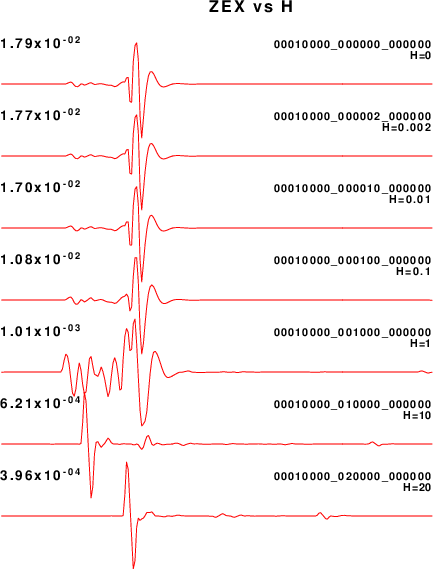 ZEX vs H
1.79x10^-02 00010000_000000_000000
H=0
1.77x10^-02 00010000_000002_000000
H=0.002
1.70x10^-02 00010000_000010_000000
H=0.01
1.08x10^-02 00010000_000100_000000
H=0.1
1.01x10^-03 00010000_001000_000000
H=1
6.21x10^-04 00010000_010000_000000
H=10
3.96x10^-04 00010000_020000_000000
H=20